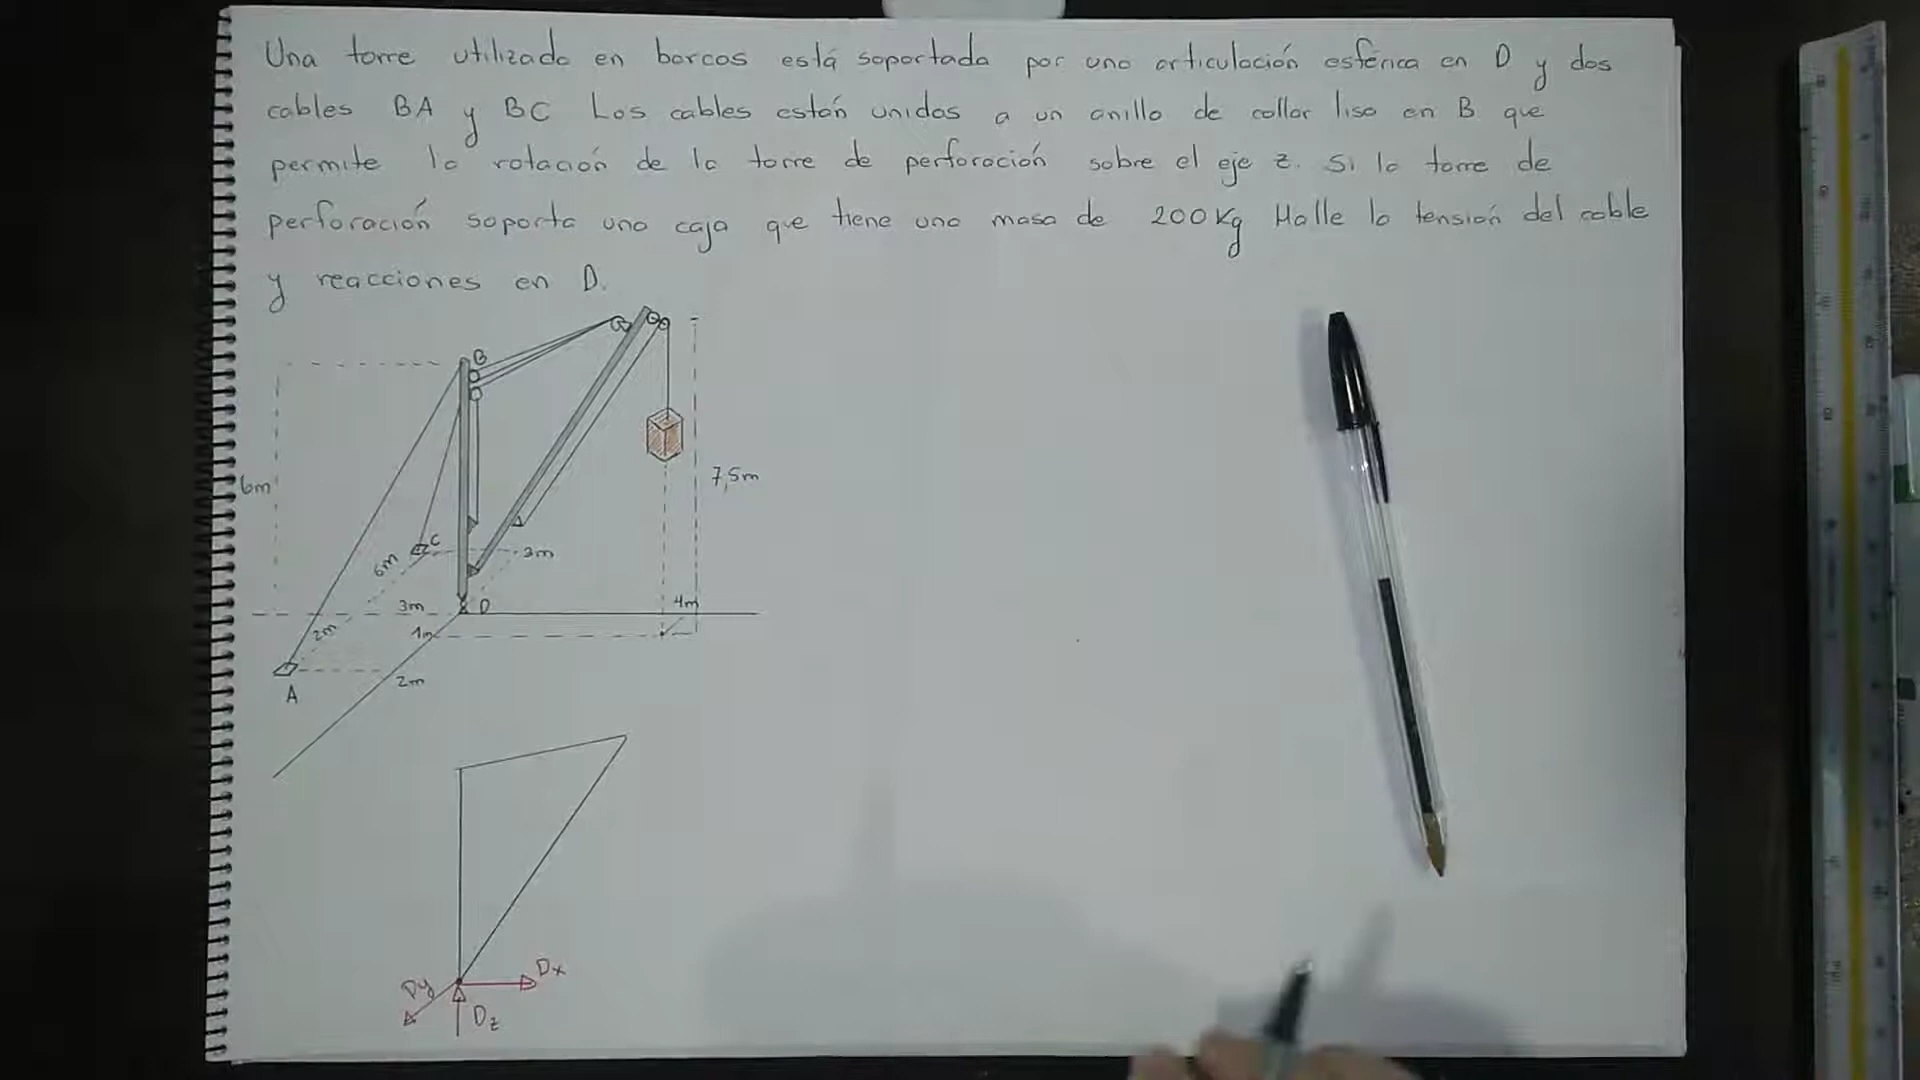 Una torre utilizada en barcos está soportada por una articulación esférica en D y dos
cables BA y BC Los cables están unidos a un anillo de collar liso en B que
permite la rotación de la torre de perforación sobre el eje z. Si la torre de
perforación soporta una caja que tiene una masa de 200 Kg Halle la tensión del cable
y reacciones en D.
B
6m
7,5m
C
6m
3m
3m
D
4m
2m
1m
2m
A
Dx
Dy
Dz